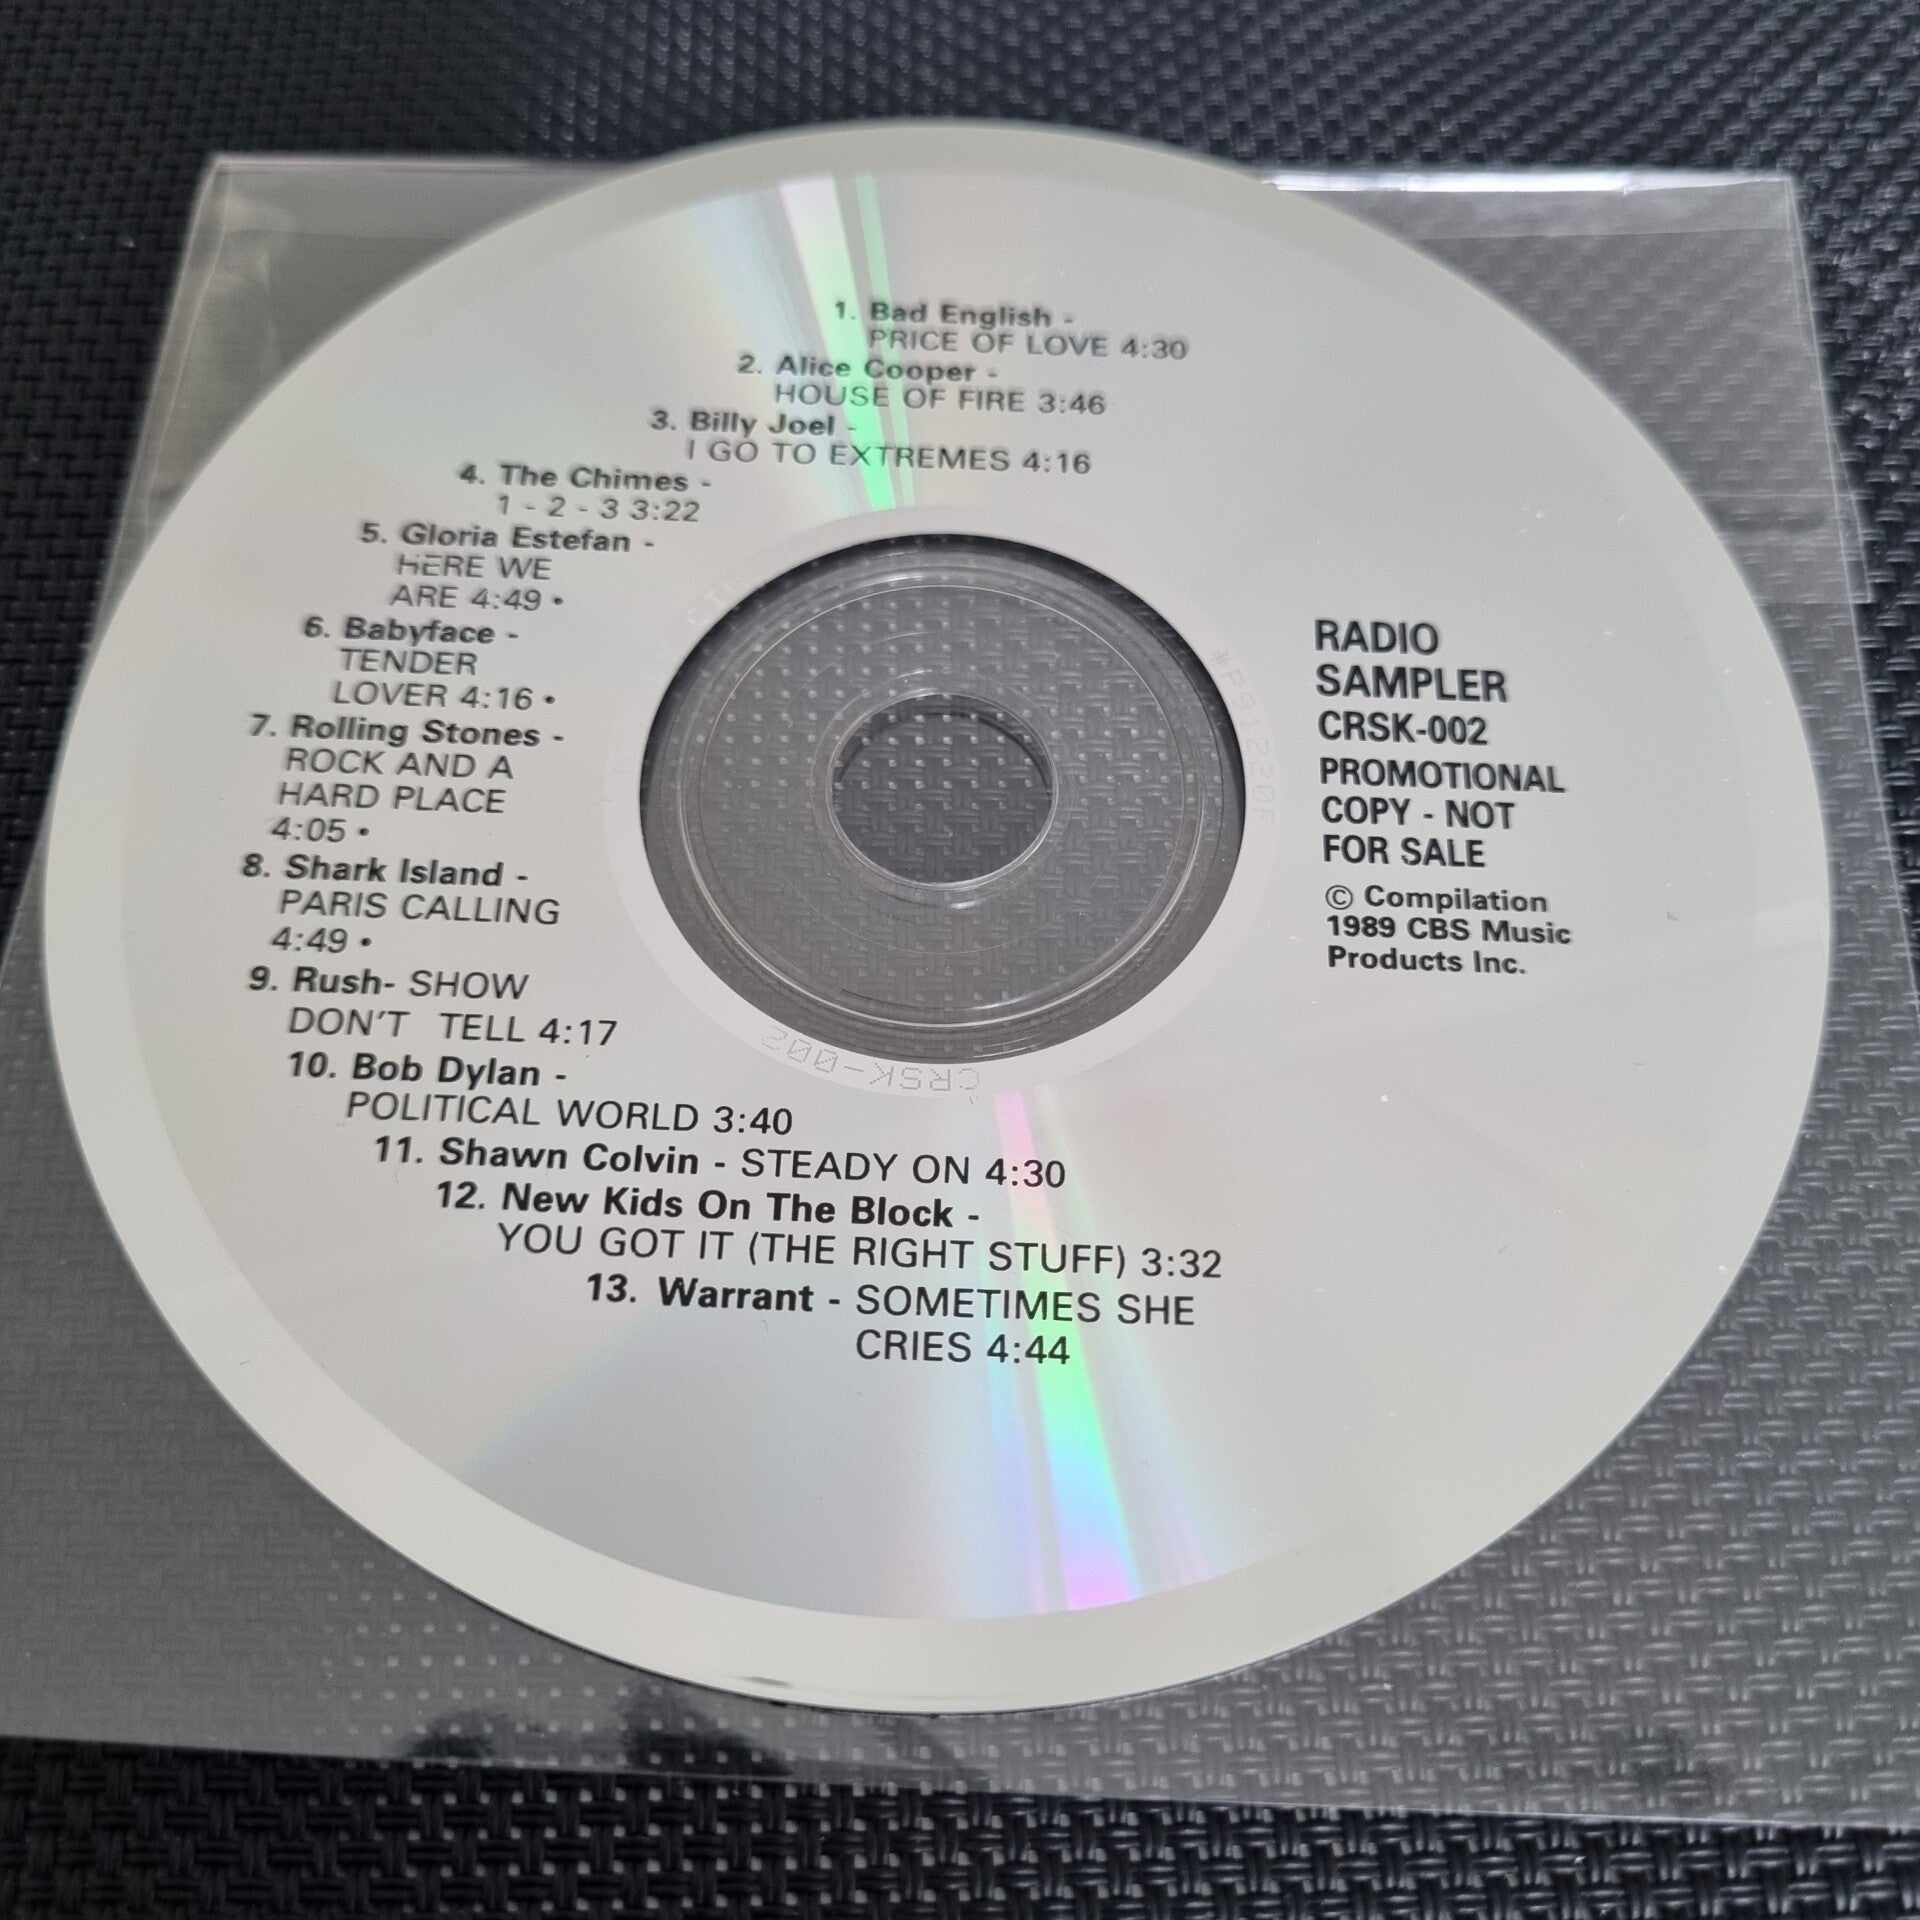 1. Bad English -
PRICE OF LOVE 4:30
2. Alice Cooper -
HOUSE OF FIRE 3:46
3. Billy Joel -
I GO TO EXTREMES 4:16
4. The Chimes -
1 - 2 - 3 3:22
5. Gloria Estefan -
HERE WE
ARE 4:49 •
6. Babyface -
TENDER
LOVER 4:16 •
7. Rolling Stones -
ROCK AND A
HARD PLACE
4:05 •
8. Shark Island -
PARIS CALLING
4:49 •
9. Rush- SHOW
DON'T TELL 4:17
10. Bob Dylan -
POLITICAL WORLD 3:40
11. Shawn Colvin - STEADY ON 4:30
12. New Kids On The Block -
YOU GOT IT (THE RIGHT STUFF) 3:32
13. Warrant - SOMETIMES SHE
CRIES 4:44
RADIO
SAMPLER
CRSK-002
PROMOTIONAL
COPY - NOT
FOR SALE
© Compilation
1989 CBS Music
Products Inc.
*P91220F
CRSK-002